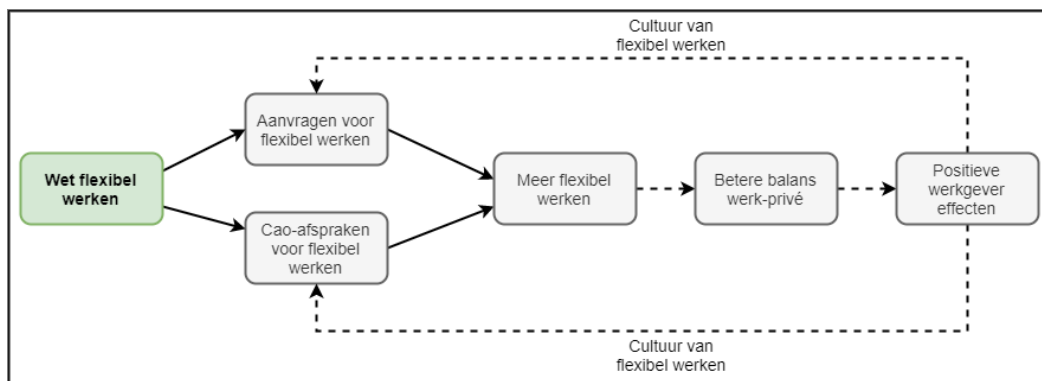 Cultuur van
flexibel werken
Aanvragen voor
flexibel werken
Wet flexibel
werken
Cao-afspraken
voor flexibel
werken
Meer flexibel
werken
Betere balans
werk-privé
Positieve
werkgever
effecten
Cultuur van
flexibel werken